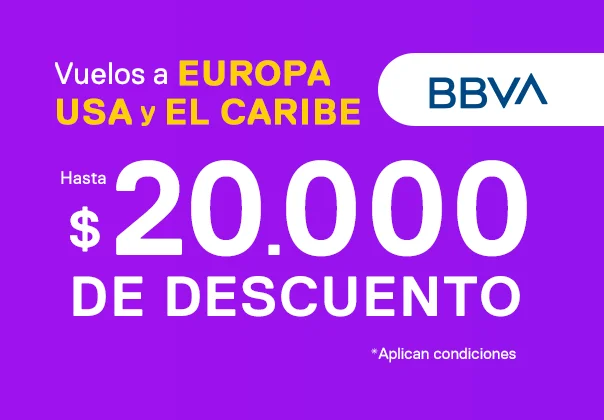 Vuelos a EUROPA
USA y EL CARIBE
BBVA
Hasta
$ 20.000
DE DESCUENTO
*Aplican condiciones